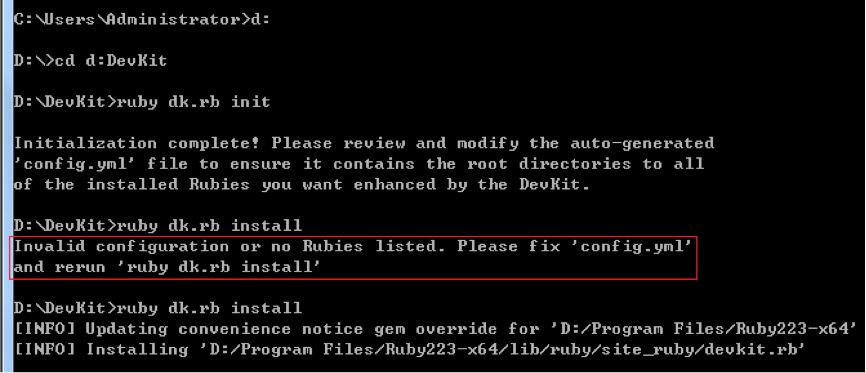 C:\Users\Administrator>d:
D:\>cd d:DevKit
D:\DevKit>ruby dk.rb init
Initialization complete! Please review and modify the auto-generated
'config.yml' file to ensure it contains the root directories to all
of the installed Rubies you want enhanced by the DevKit.
D:\DevKit>ruby dk.rb install
Invalid configuration or no Rubies listed. Please fix 'config.yml'
and rerun 'ruby dk.rb install'
D:\DevKit>ruby dk.rb install
[INFO] Updating convenience notice gem override for 'D:/Program Files/Ruby223-x64'
[INFO] Installing 'D:/Program Files/Ruby223-x64/lib/ruby/site_ruby/devkit.rb'